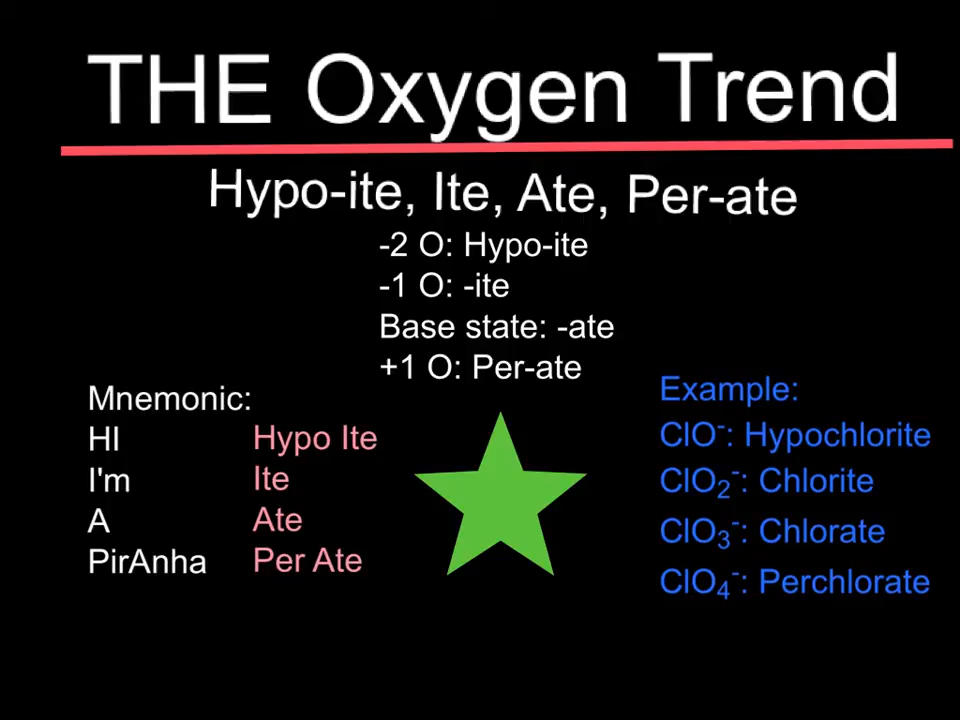 THE Oxygen Trend
Hypo-ite, Ite, Ate, Per-ate
-2 O: Hypo-ite
-1 O: -ite
Base state: -ate
+1 O: Per-ate
Mnemonic:
HI Hypo Ite
I'm Ite
A Ate
PirAnha Per Ate
Example:
ClO⁻: Hypochlorite
ClO₂⁻: Chlorite
ClO₃⁻: Chlorate
ClO₄⁻: Perchlorate